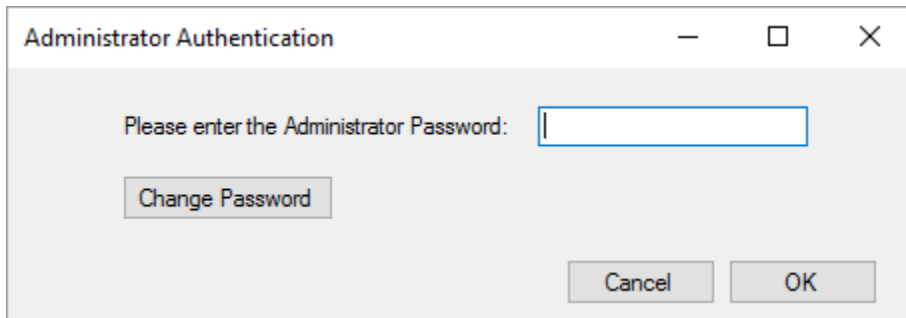 Administrator Authentication
Please enter the Administrator Password:
Change Password
Cancel OK